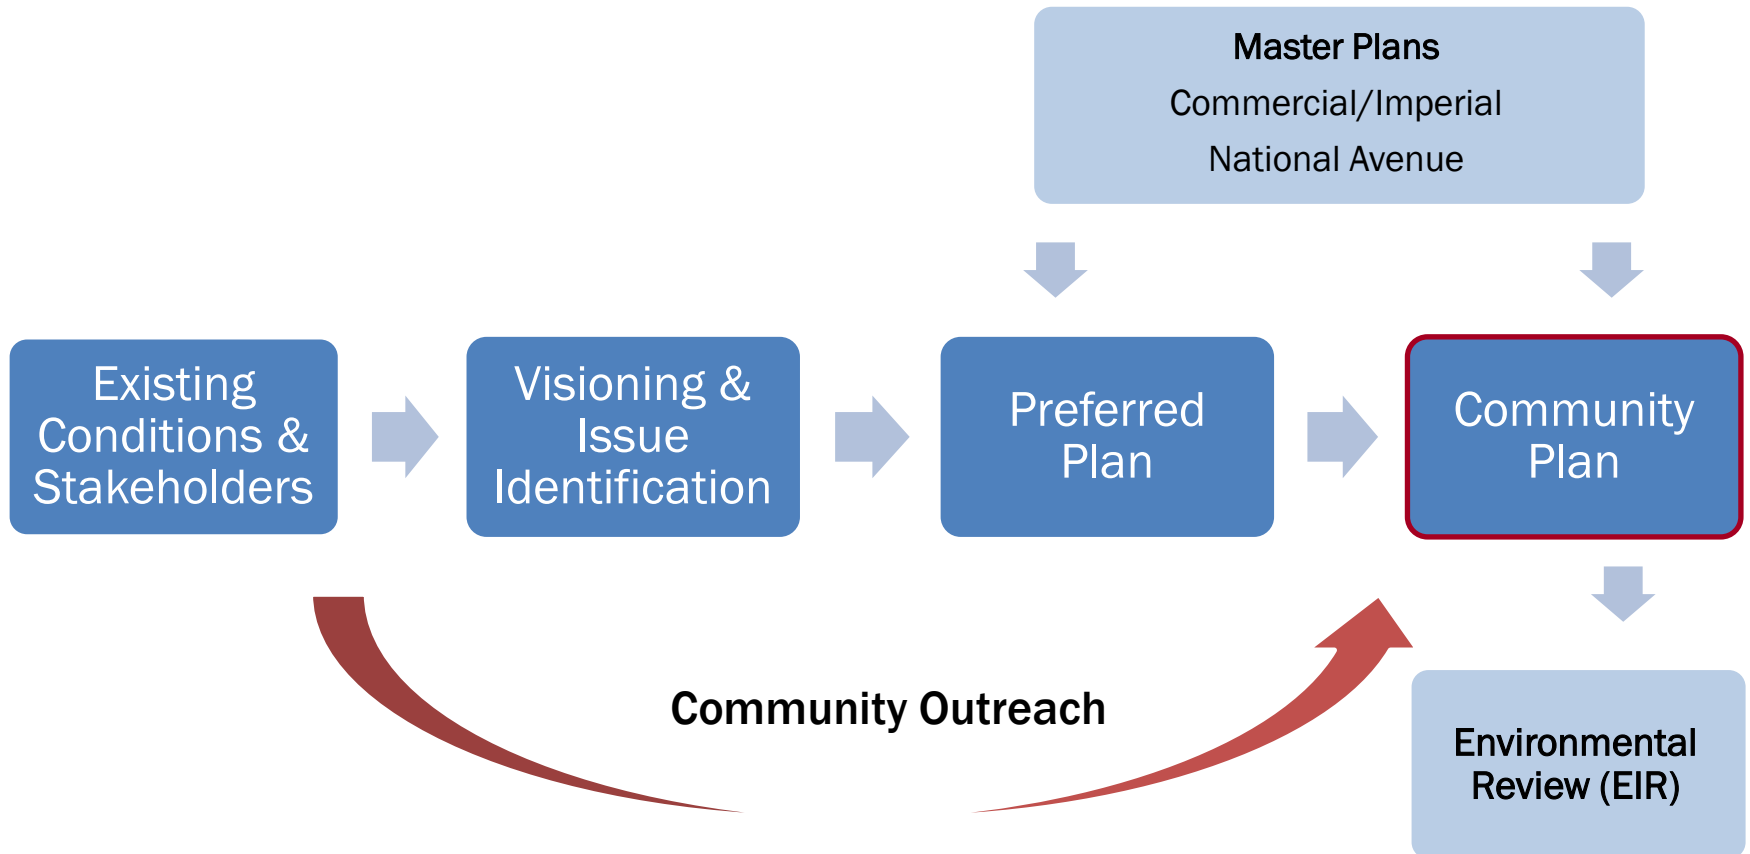 Master Plans
Commercial/Imperial
National Avenue
Existing
Conditions &
Stakeholders
Visioning &
Issue
Identification
Preferred
Plan
Community
Plan
Community Outreach
Environmental
Review (EIR)